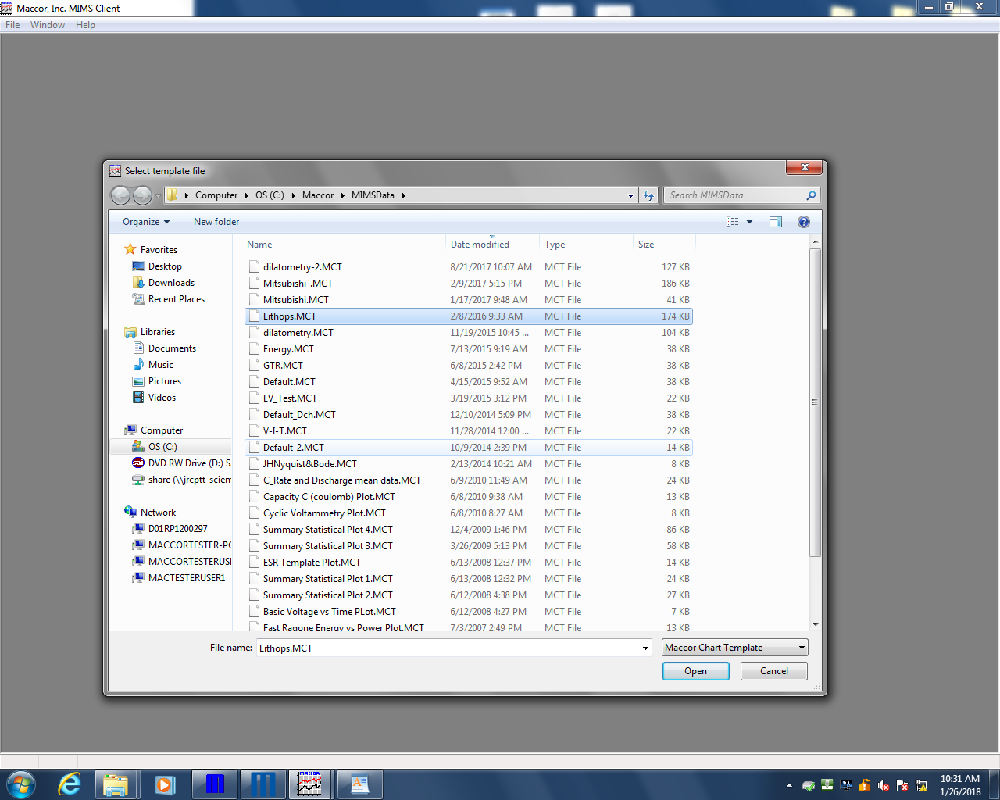 Maccor, Inc. MIMS Client
File Window Help
Select template file
Computer OS (C:) Maccor MIMSData
Search MIMSData
Organize New folder
Name Date modified Type Size
Favorites
Desktop
Downloads
Recent Places
Libraries
Documents
Music
Pictures
Videos
Computer
OS (C:)
DVD RW Drive (D:) S
share (\\jrcptt-scien
Network
D01RP1200297
MACCORTESTER-PC
MACCORTESTERUSI
MACTESTERUSER1
dilatometry-2.MCT 8/21/2017 10:07 AM MCT File 127 KB
Mitsubishi_.MCT 2/9/2017 5:15 PM MCT File 186 KB
Mitsubishi.MCT 1/17/2017 9:48 AM MCT File 41 KB
Lithops.MCT 2/8/2016 9:33 AM MCT File 174 KB
dilatometry.MCT 11/19/2015 10:45 ... MCT File 104 KB
Energy.MCT 7/13/2015 9:19 AM MCT File 38 KB
GTR.MCT 6/8/2015 2:42 PM MCT File 38 KB
Default.MCT 4/15/2015 9:52 AM MCT File 38 KB
EV_Test.MCT 3/19/2015 3:12 PM MCT File 22 KB
Default_Dch.MCT 12/10/2014 5:09 PM MCT File 38 KB
V-I-T.MCT 11/28/2014 12:00 ... MCT File 22 KB
Default_2.MCT 10/9/2014 2:39 PM MCT File 14 KB
JHNyquist&Bode.MCT 2/13/2014 10:21 AM MCT File 8 KB
C_Rate and Discharge mean data.MCT 6/9/2010 11:49 AM MCT File 24 KB
Capacity C (coulomb) Plot.MCT 6/8/2010 9:38 AM MCT File 13 KB
Cyclic Voltammetry Plot.MCT 6/8/2010 8:27 AM MCT File 8 KB
Summary Statistical Plot 4.MCT 12/4/2009 1:46 PM MCT File 86 KB
Summary Statistical Plot 3.MCT 3/26/2009 5:13 PM MCT File 58 KB
ESR Template Plot.MCT 6/13/2008 12:37 PM MCT File 14 KB
Summary Statistical Plot 1.MCT 6/13/2008 12:32 PM MCT File 24 KB
Summary Statistical Plot 2.MCT 6/12/2008 4:38 PM MCT File 27 KB
Basic Voltage vs Time PLot.MCT 6/12/2008 4:27 PM MCT File 7 KB
Fast Ragone Energy vs Power Plot.MCT 7/3/2007 2:49 PM MCT File 13 KB
File name: Lithops.MCT
Maccor Chart Template
Open Cancel
MACCOR
10:31 AM
1/26/2018